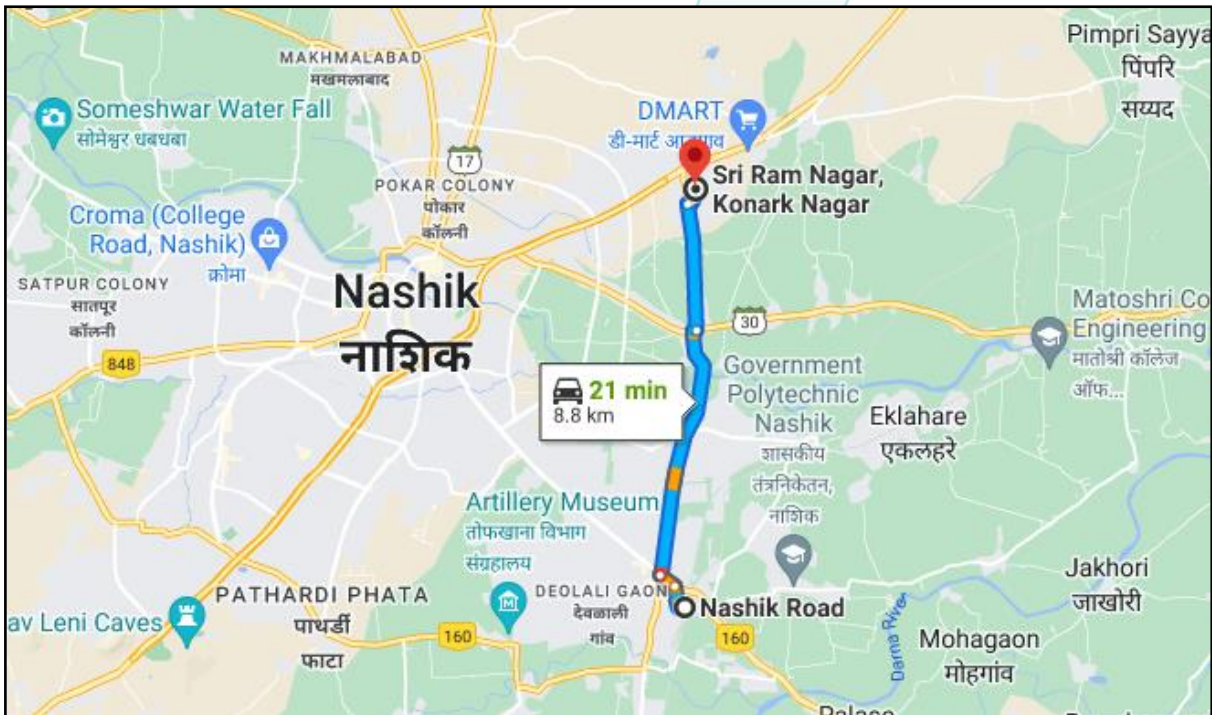 Pimpri Sayya
पिंपरि
सय्यद
MAKHMALABAD
मखमलाबाद
Someshwar Water Fall
सोमेश्वर धबधबा
DMART
डी-मार्ट
17
POKAR COLONY
पोकार
कॉलनी
Sri Ram Nagar,
Konark Nagar
Croma (College
Road, Nashik)
क्रोमा
SATPUR COLONY
सातपूर
कॉलनी
Nashik
नाशिक
848
30
Matoshri Co
Engineering
मातोश्री कॉलेज
ऑफ...
21 min
8.8 km
Government
Polytechnic
Nashik
शासकीय
तंत्रनिकेतन,
नाशिक
Eklahare
एकलहरे
Artillery Museum
तोफखाना विभाग
संग्रहालय
DEOLALI GAON
देवळाली
गांव
Nashik Road
PATHARDI PHATA
पाथर्डी
फाटा
av Leni Caves
160
160
Darna River
Jakhori
जाखोरी
Mohagaon
मोहगांव